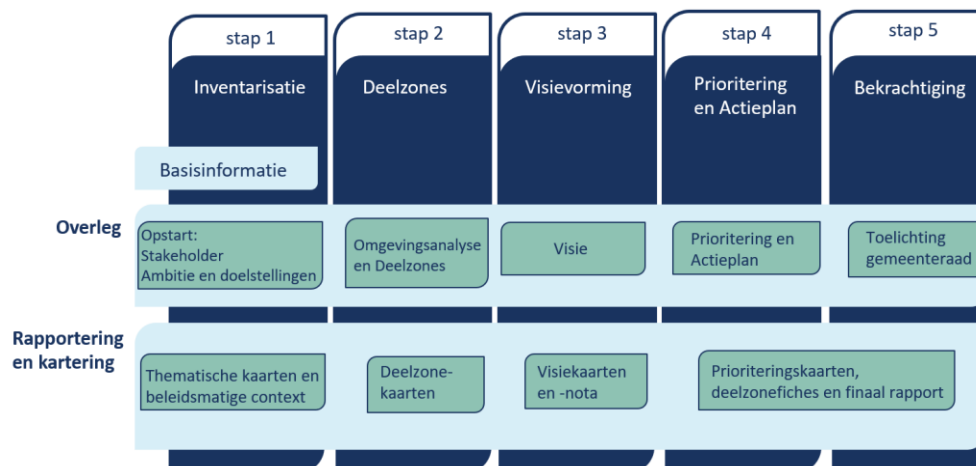 stap 1
stap 2
stap 3
stap 4
stap 5
Inventarisatie
Deelzones
Visievorming
Prioritering
en Actieplan
Bekrachtiging
Basisinformatie
Overleg
Opstart:
Stakeholder
Ambitie en doelstellingen
Omgevingsanalyse
en Deelzones
Visie
Prioritering en
Actieplan
Toelichting
gemeenteraad
Rapportering
en kartering
Thematische kaarten en
beleidsmatige context
Deelzone-
kaarten
Visiekaarten
en -nota
Prioriteringskaarten,
deelzonefiches en finaal rapport